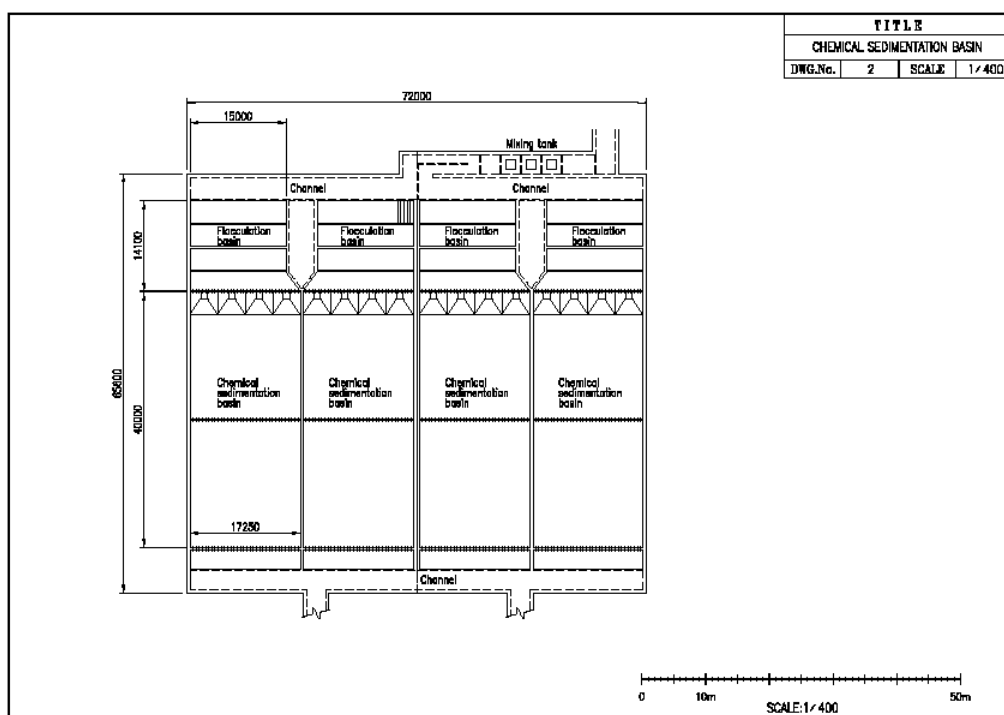 TITLE
CHEMICAL SEDIMENTATION BASIN
DWG.No. 2 SCALE 1/400
72000
15000
Mixing tank
Channel Channel
14100
Flocculation basin
Flocculation basin
Flocculation basin
Flocculation basin
65600
40000
Chemical
sedimentation
basin
Chemical
sedimentation
basin
Chemical
sedimentation
basin
Chemical
sedimentation
basin
17250
Channel
0 10m 50m
SCALE:1/400